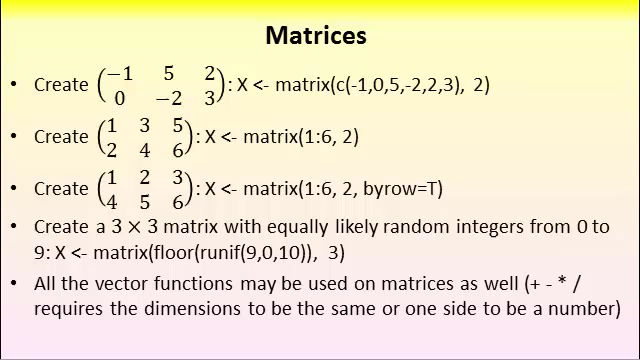 Matrices
• Create (−1 5 2
0 −2 3): X <- matrix(c(-1,0,5,-2,2,3), 2)
• Create (1 3 5
2 4 6): X <- matrix(1:6, 2)
• Create (1 2 3
4 5 6): X <- matrix(1:6, 2, byrow=T)
• Create a 3 × 3 matrix with equally likely random integers from 0 to
9: X <- matrix(floor(runif(9,0,10)), 3)
• All the vector functions may be used on matrices as well (+ - * /
requires the dimensions to be the same or one side to be a number)